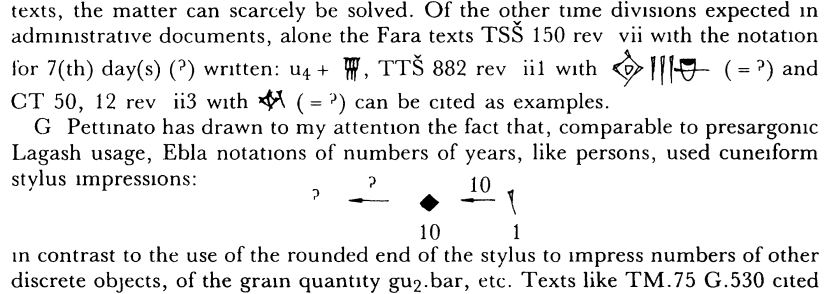 texts, the matter can scarcely be solved. Of the other time divisions expected in
administrative documents, alone the Fara texts TSŠ 150 rev vii with the notation
for 7(th) day(s) (?) written: u₄ + , TTŠ 882 rev ii1 with ( = ?) and
CT 50, 12 rev ii3 with ( = ?) can be cited as examples.
G Pettinato has drawn to my attention the fact that, comparable to presargonic
Lagash usage, Ebla notations of numbers of years, like persons, used cuneiform
stylus impressions:
? ← ? ◆ ← 10
10 1
in contrast to the use of the rounded end of the stylus to impress numbers of other
discrete objects, of the grain quantity gu₂.bar, etc. Texts like TM.75 G.530 cited